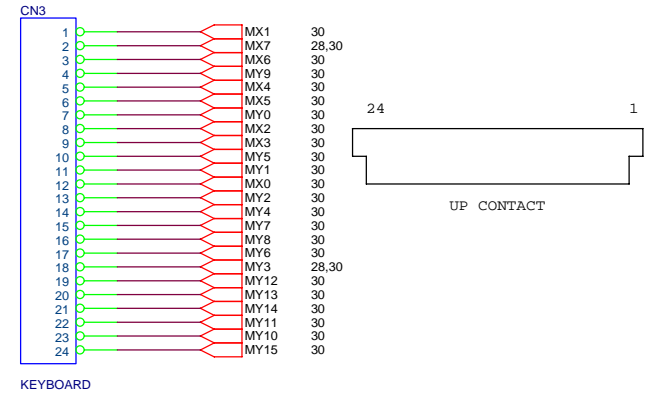 CN3
1 MX1 30
2 MX7 28,30
3 MX6 30
4 MY9 30
5 MX4 30
6 MX5 30
7 MY0 30
8 MX2 30
9 MX3 30
10 MY5 30
11 MY1 30
12 MX0 30
13 MY2 30
14 MY4 30
15 MY7 30
16 MY8 30
17 MY6 30
18 MY3 28,30
19 MY12 30
20 MY13 30
21 MY14 30
22 MY11 30
23 MY10 30
24 MY15 30
KEYBOARD
24 1
UP CONTACT